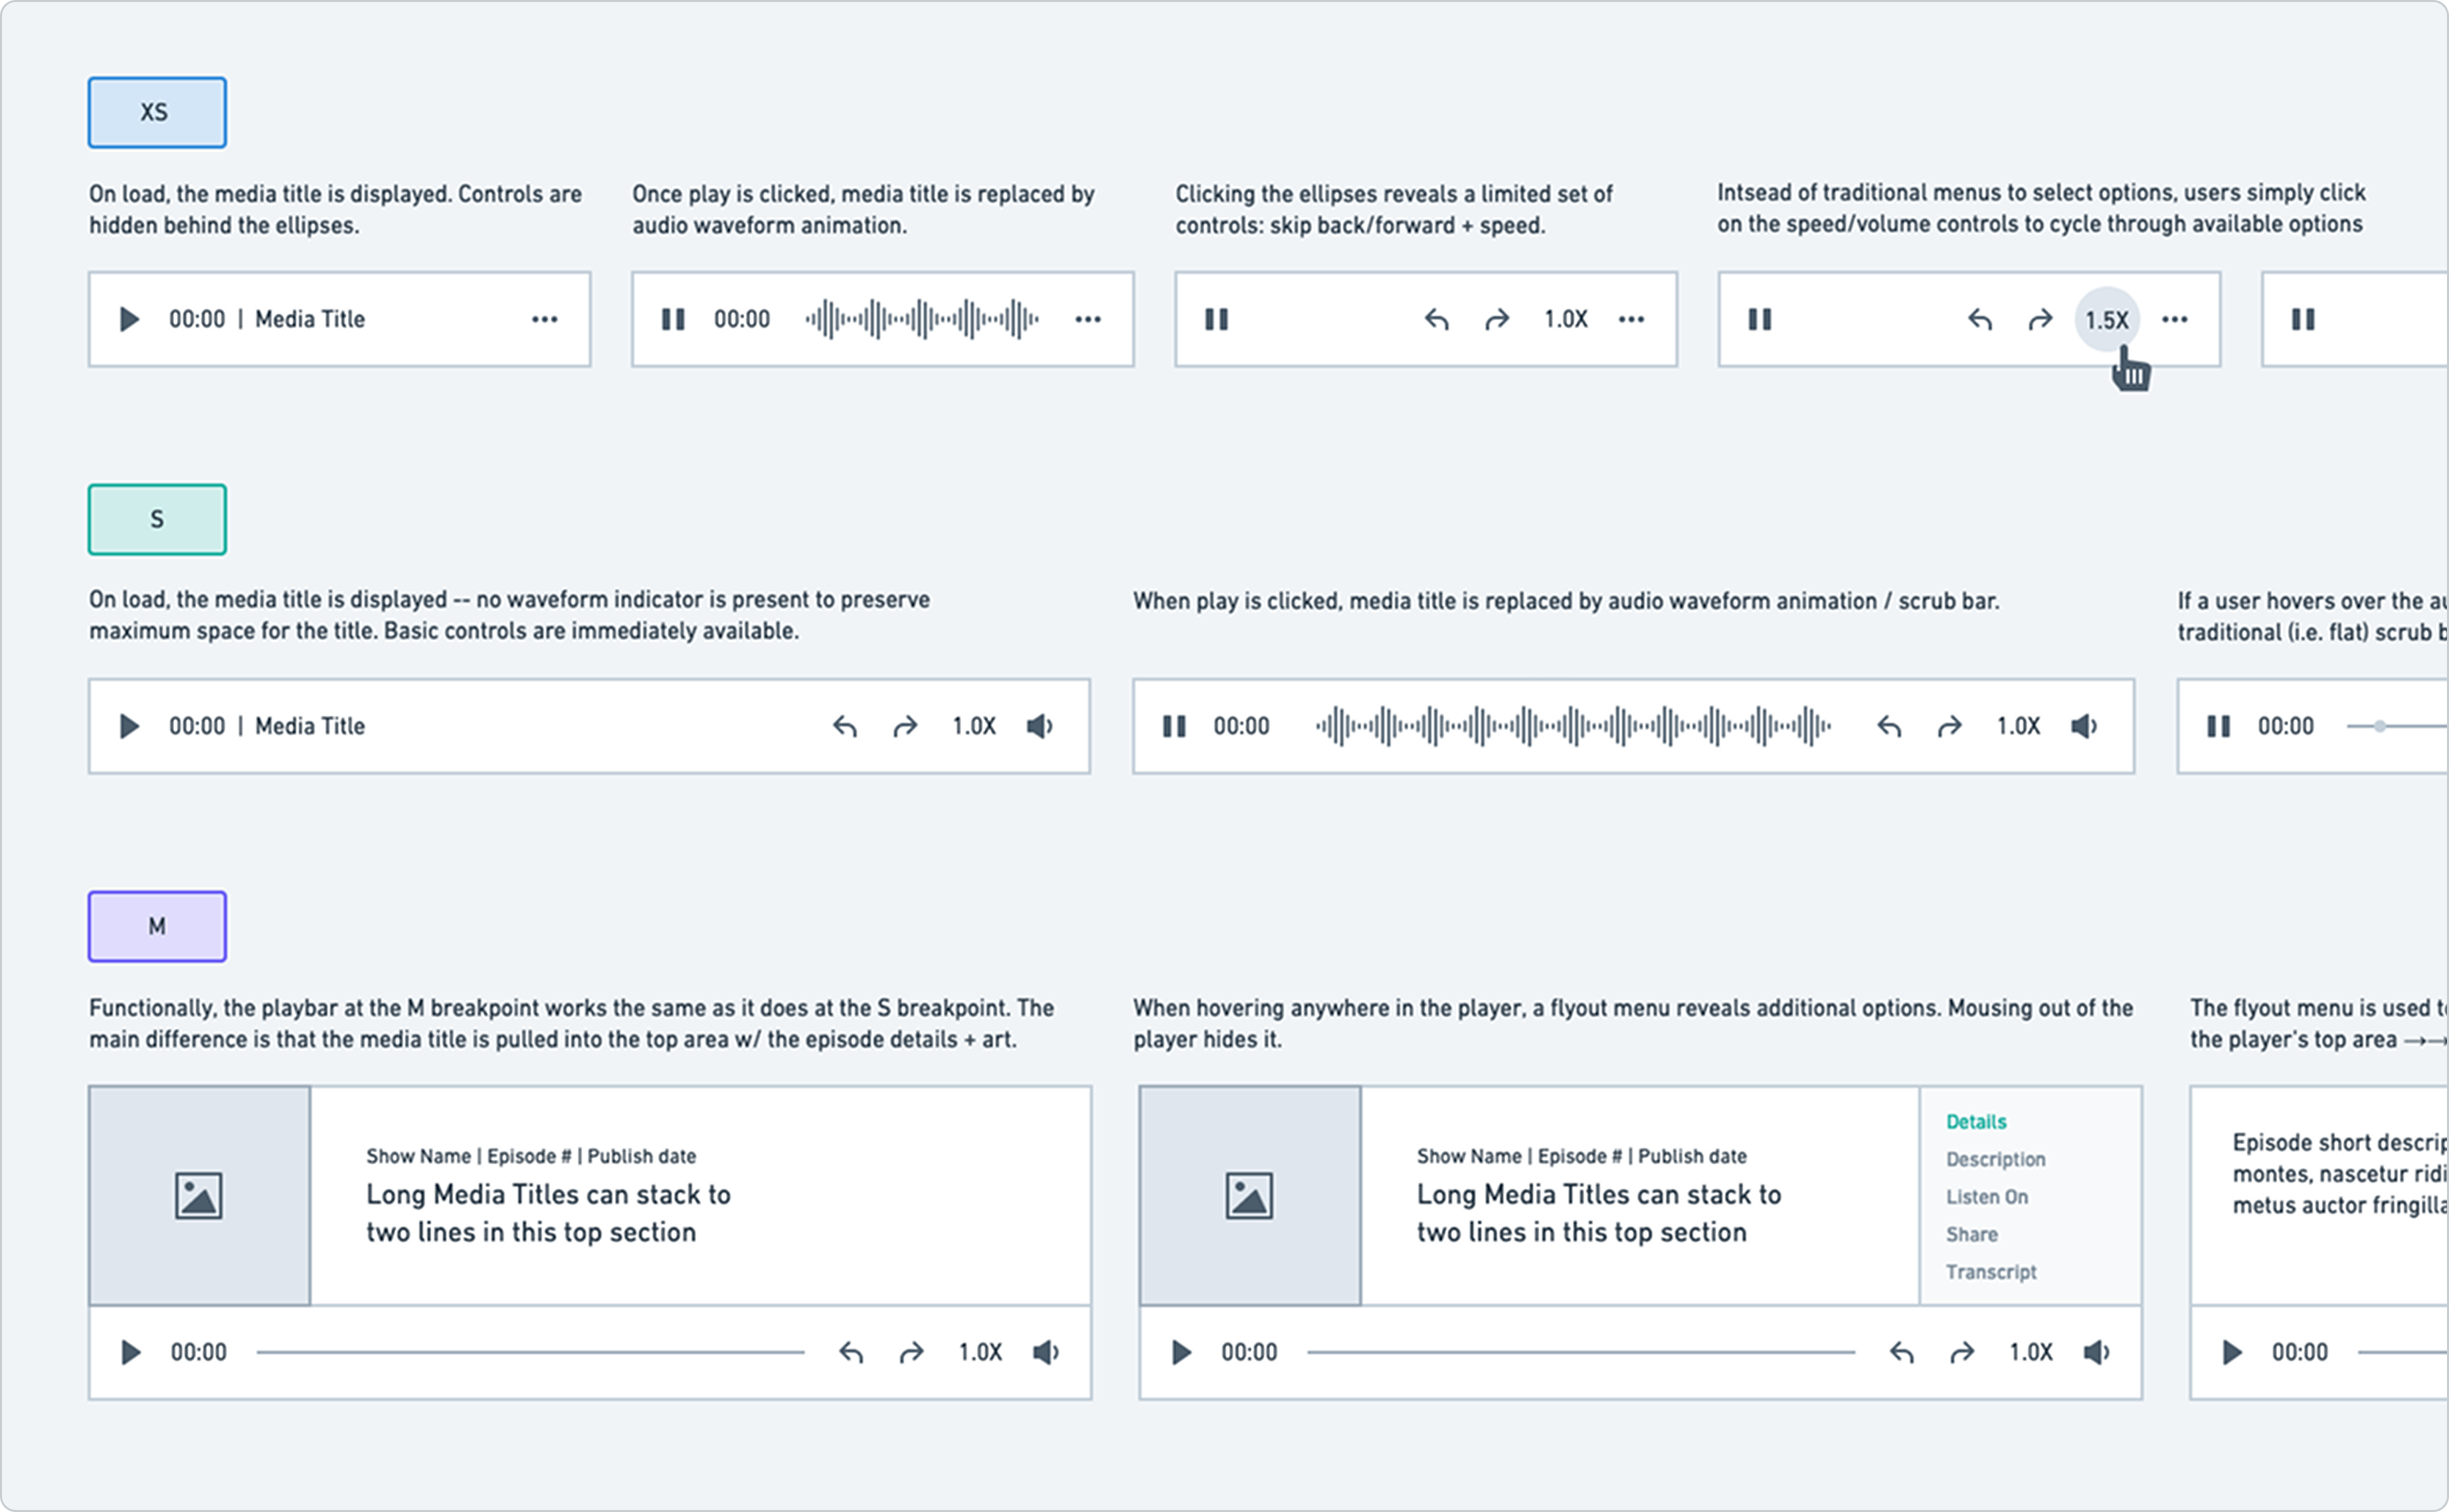 XS
On load, the media title is displayed. Controls are
hidden behind the ellipses.
Once play is clicked, media title is replaced by
audio waveform animation.
Clicking the ellipses reveals a limited set of
controls: skip back/forward + speed.
Intsead of traditional menus to select options, users simply click
on the speed/volume controls to cycle through available options
00:00 | Media Title
00:00
1.0X
1.5X
S
On load, the media title is displayed -- no waveform indicator is present to preserve
maximum space for the title. Basic controls are immediately available.
When play is clicked, media title is replaced by audio waveform animation / scrub bar.
If a user hovers over the
traditional (i.e. flat) scrub
00:00 | Media Title
1.0X
00:00
1.0X
00:00
M
Functionally, the playbar at the M breakpoint works the same as it does at the S breakpoint. The
main difference is that the media title is pulled into the top area w/ the episode details + art.
When hovering anywhere in the player, a flyout menu reveals additional options. Mousing out of the
player hides it.
The flyout menu is used
the player's top area →→
Show Name | Episode # | Publish date
Long Media Titles can stack to
two lines in this top section
00:00
1.0X
Show Name | Episode # | Publish date
Long Media Titles can stack to
two lines in this top section
Details
Description
Listen On
Share
Transcript
00:00
1.0X
Episode short
montes, nascetur
metus auctor
00:00